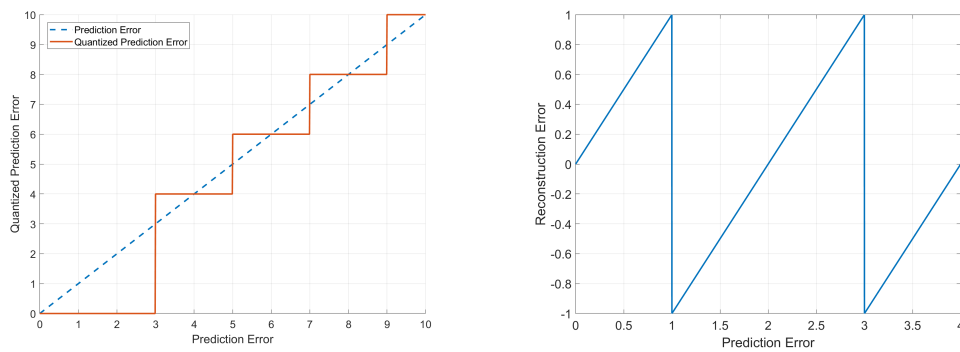 10
9
8
7
6
5
4
3
2
1
0
Quantized Prediction Error
Prediction Error
Quantized Prediction Error
0 1 2 3 4 5 6 7 8 9 10
Prediction Error
1
0.8
0.6
0.4
0.2
0
-0.2
-0.4
-0.6
-0.8
-1
Reconstruction Error
0 0.5 1 1.5 2 2.5 3 3.5 4
Prediction Error